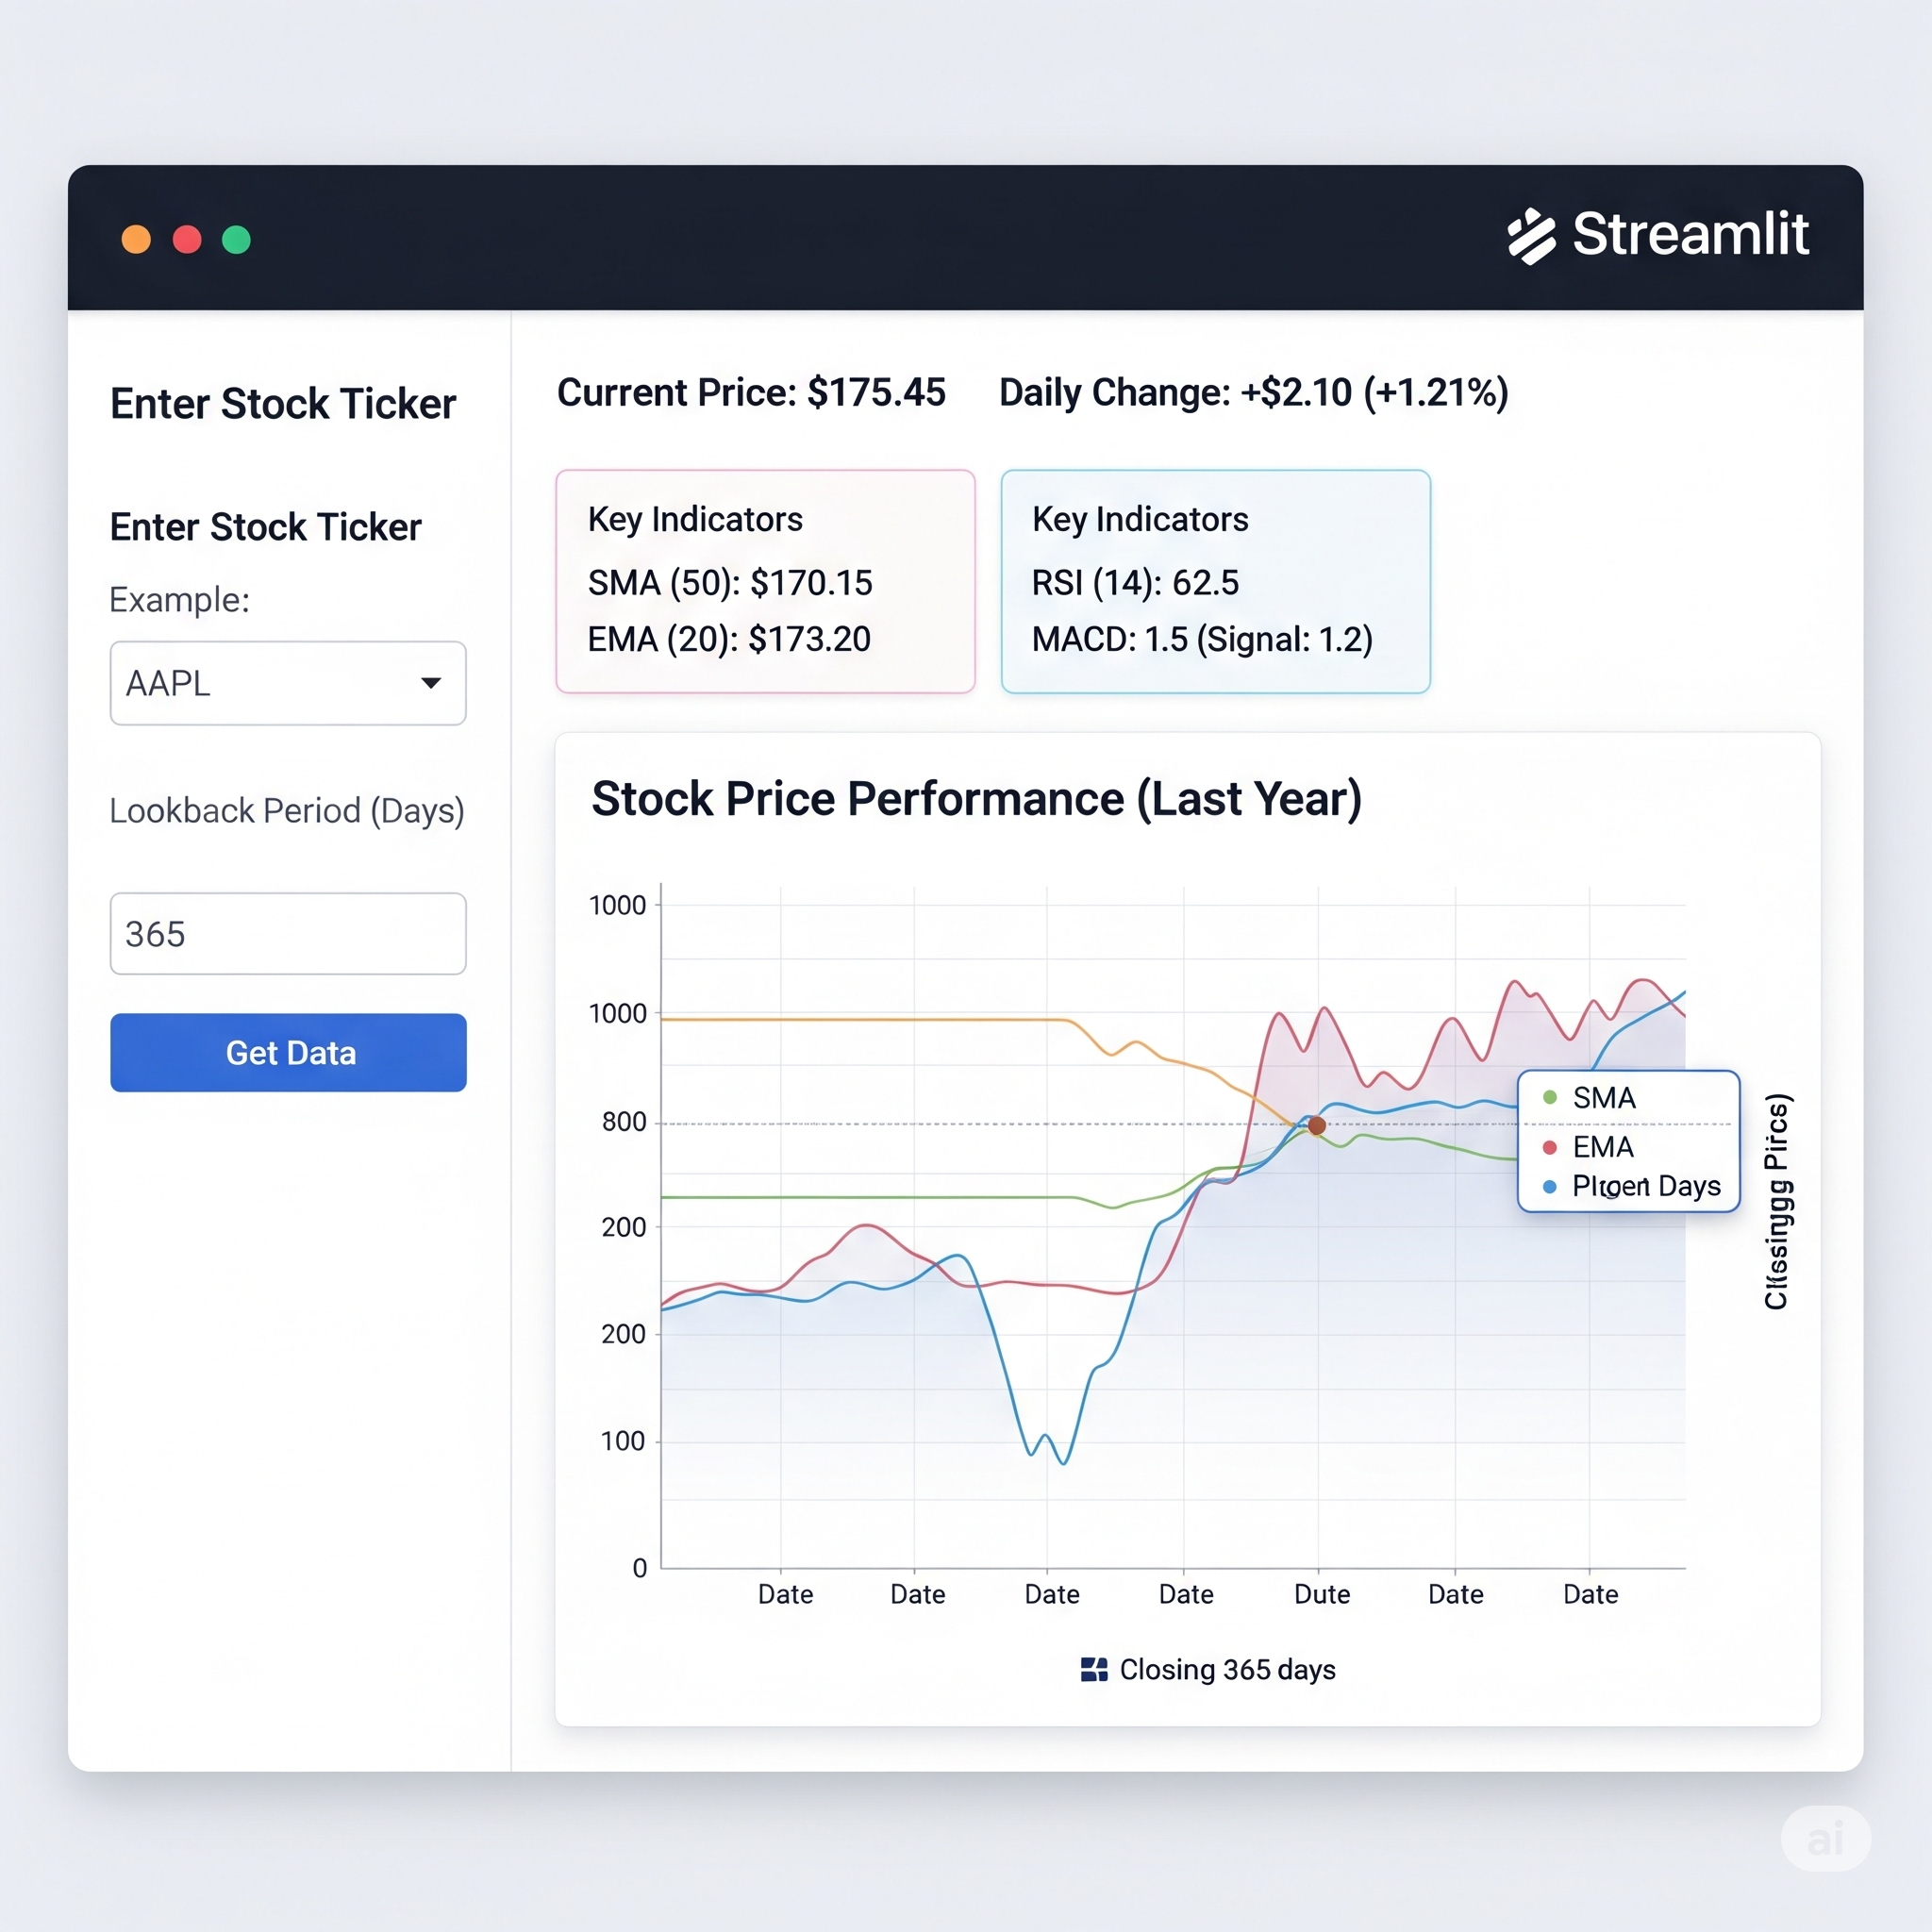 Streamlit
Enter Stock Ticker
Enter Stock Ticker
Example:
AAPL
Lookback Period (Days)
365
Get Data
Current Price: $175.45
Daily Change: +$2.10 (+1.21%)
Key Indicators
SMA (50): $170.15
EMA (20): $173.20
Key Indicators
RSI (14): 62.5
MACD: 1.5 (Signal: 1.2)
Stock Price Performance (Last Year)
1000
1000
800
200
200
100
0
SMA
EMA
Days
Date
Date
Date
Date
Dute
Date
Date
Closing 365 days
ai